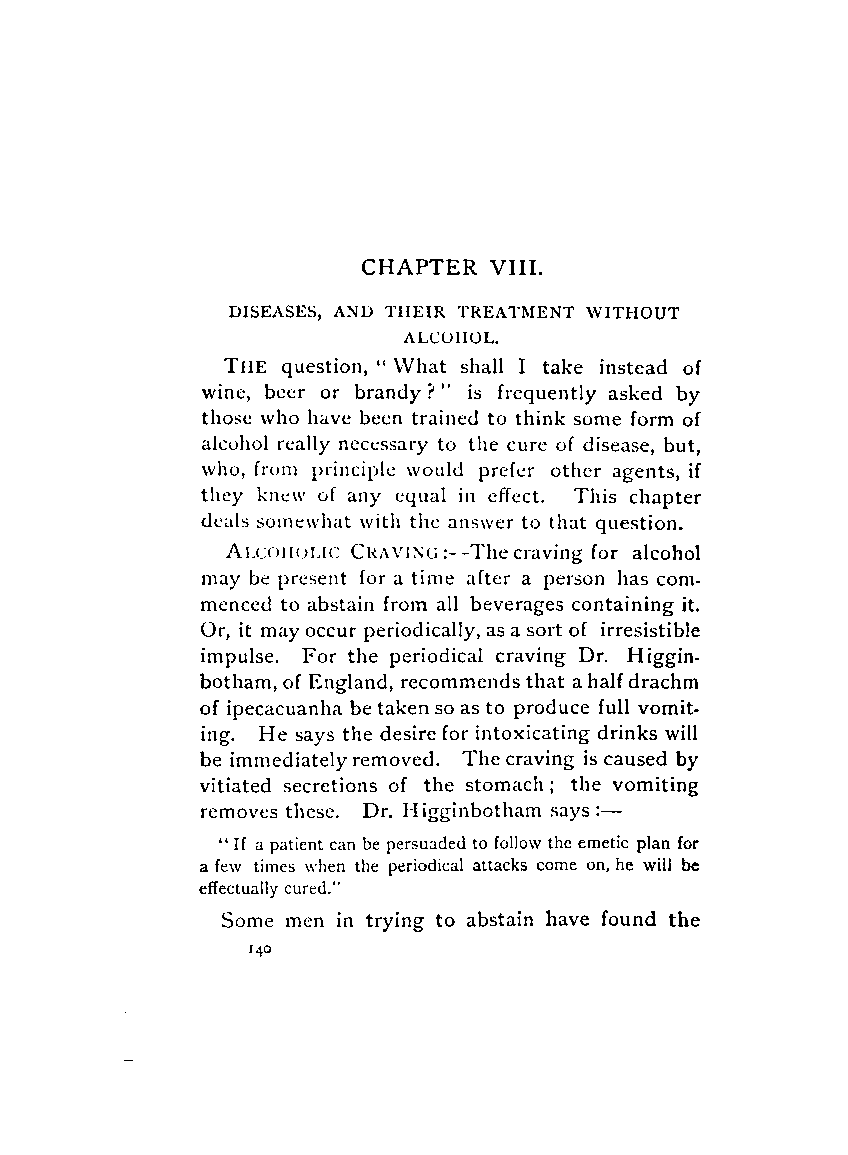 CHAPTER VIII.
DISEASES, AND THEIR TREATMENT WITHOUT
ALCOHOL.
THE question, “ What shall I take instead of
wine, beer or brandy ? ” is frequently asked by
those who have been trained to think some form of
alcohol really necessary to the cure of disease, but,
who, from principle would prefer other agents, if
they knew of any equal in effect. This chapter
deals somewhat with the answer to that question.
ALCOHOLIC CRAVING :--The craving for alcohol
may be present for a time after a person has com-
menced to abstain from all beverages containing it.
Or, it may occur periodically, as a sort of irresistible
impulse. For the periodical craving Dr. Higgin-
botham, of England, recommends that a half drachm
of ipecacuanha be taken so as to produce full vomit-
ing. He says the desire for intoxicating drinks will
be immediately removed. The craving is caused by
vitiated secretions of the stomach ; the vomiting
removes these. Dr. Higginbotham says :—
“ If a patient can be persuaded to follow the emetic plan for
a few times when the periodical attacks come on, he will be
effectually cured.”
Some men in trying to abstain have found the
140